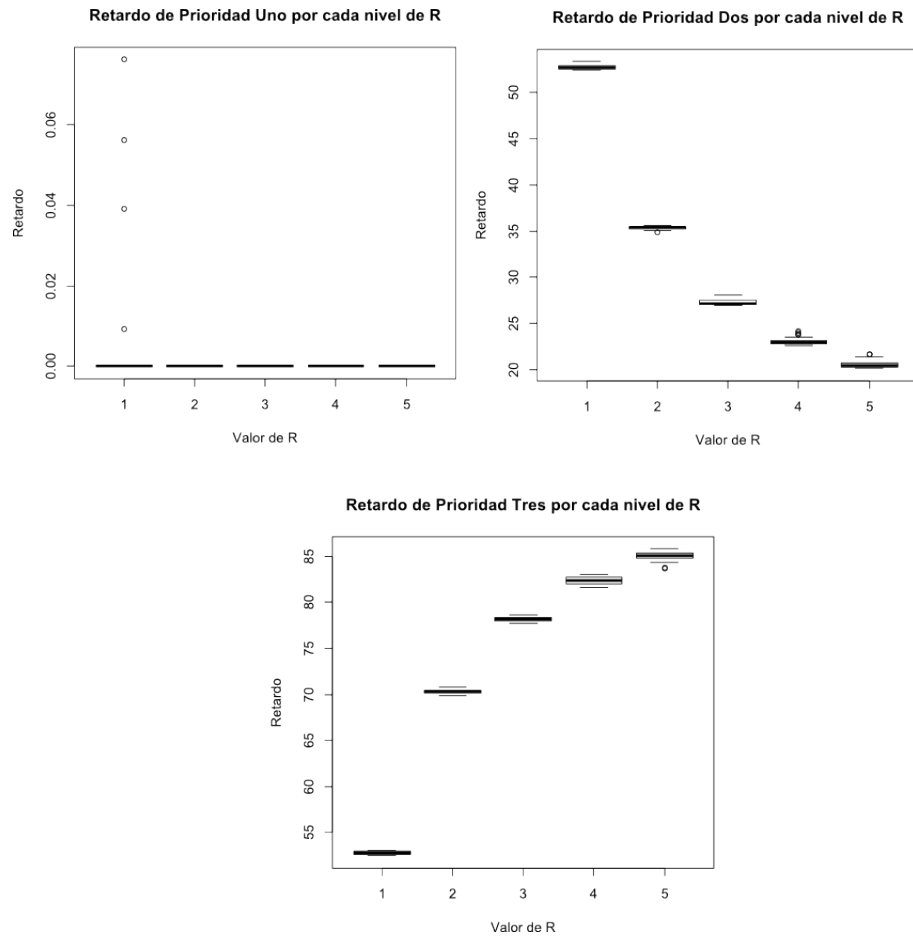 Retardo de Prioridad Uno por cada nivel de R
Retardo
0.06
0.04
0.02
0.00
1 2 3 4 5
Valor de R
Retardo de Prioridad Dos por cada nivel de R
Retardo
50
45
40
35
30
25
20
1 2 3 4 5
Valor de R
Retardo de Prioridad Tres por cada nivel de R
Retardo
85
80
75
70
65
60
55
1 2 3 4 5
Valor de R